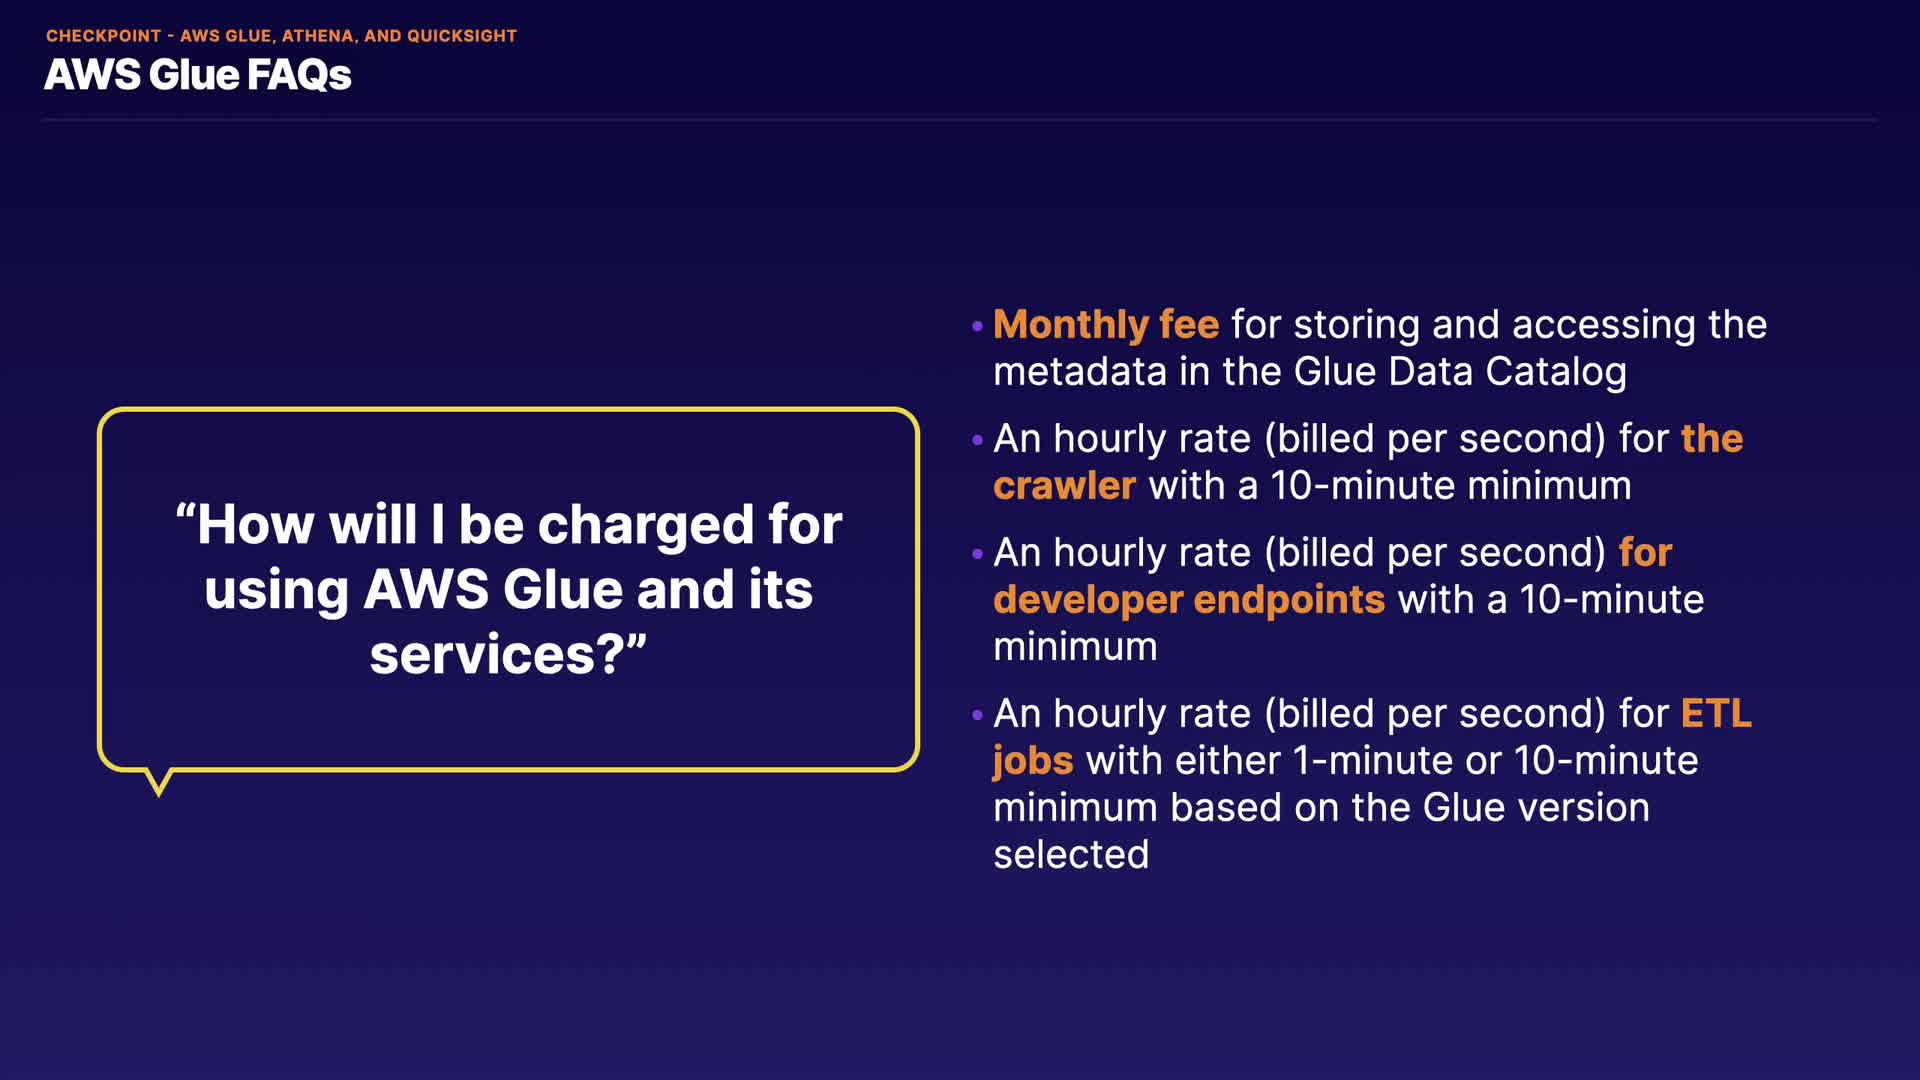 CHECKPOINT - AWS GLUE, ATHENA, AND QUICKSIGHT
AWS Glue FAQs
“How will I be charged for
using AWS Glue and its
services?”
• Monthly fee for storing and accessing the
metadata in the Glue Data Catalog
• An hourly rate (billed per second) for the
crawler with a 10-minute minimum
• An hourly rate (billed per second) for
developer endpoints with a 10-minute
minimum
• An hourly rate (billed per second) for ETL
jobs with either 1-minute or 10-minute
minimum based on the Glue version
selected